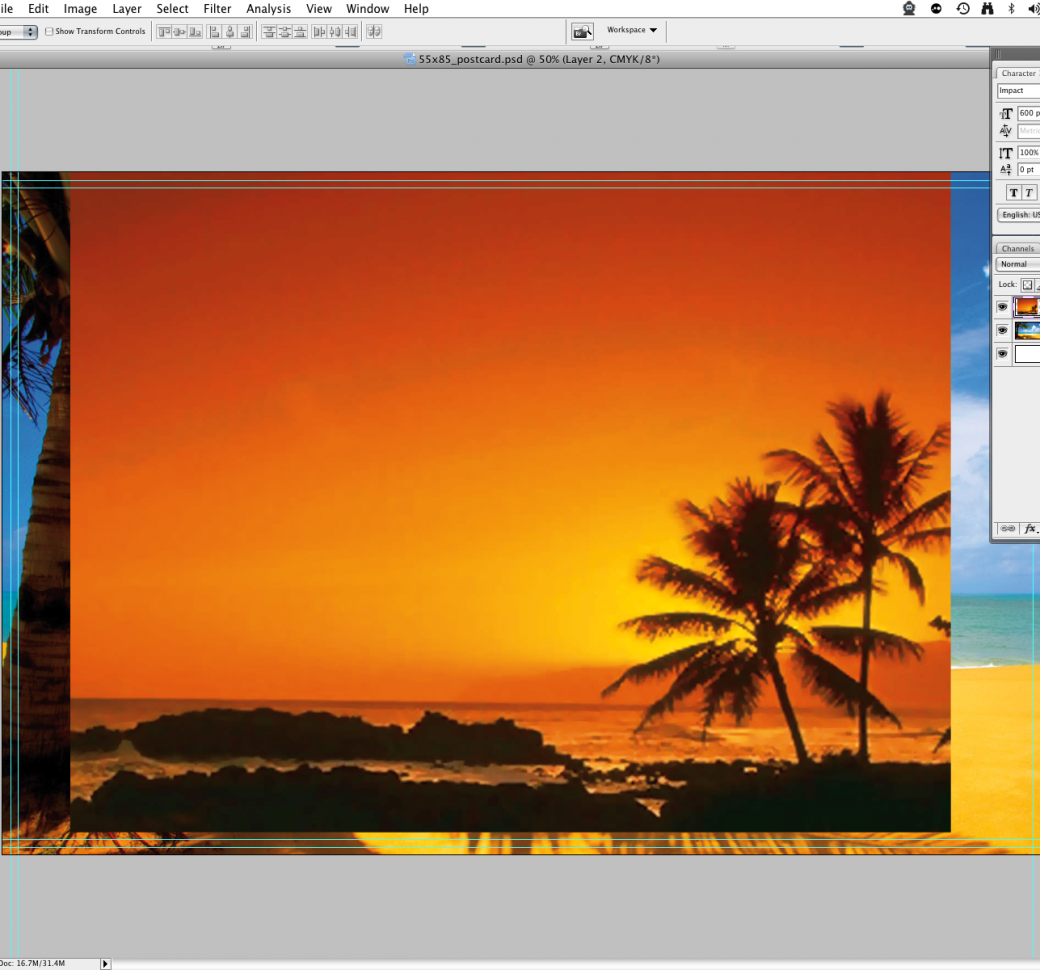 ile Edit Image Layer Select Filter Analysis View Window Help
oup Show Transform Controls Workspace
55x85_postcard.psd @ 50% (Layer 2, CMYK/8*)
Character
Impact
600 p
Metri
100%
0 pt
T T
English: US
Channels
Normal
Lock:
fx
Doc: 16.7M/31.4M